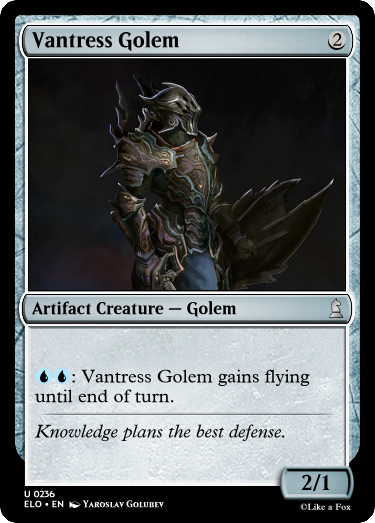 Vantress Golem 2
Artifact Creature — Golem
: Vantress Golem gains flying
until end of turn.
Knowledge plans the best defense.
2/1
U 0236
ELO • EN Yaroslav Golubev
©Like a Fox